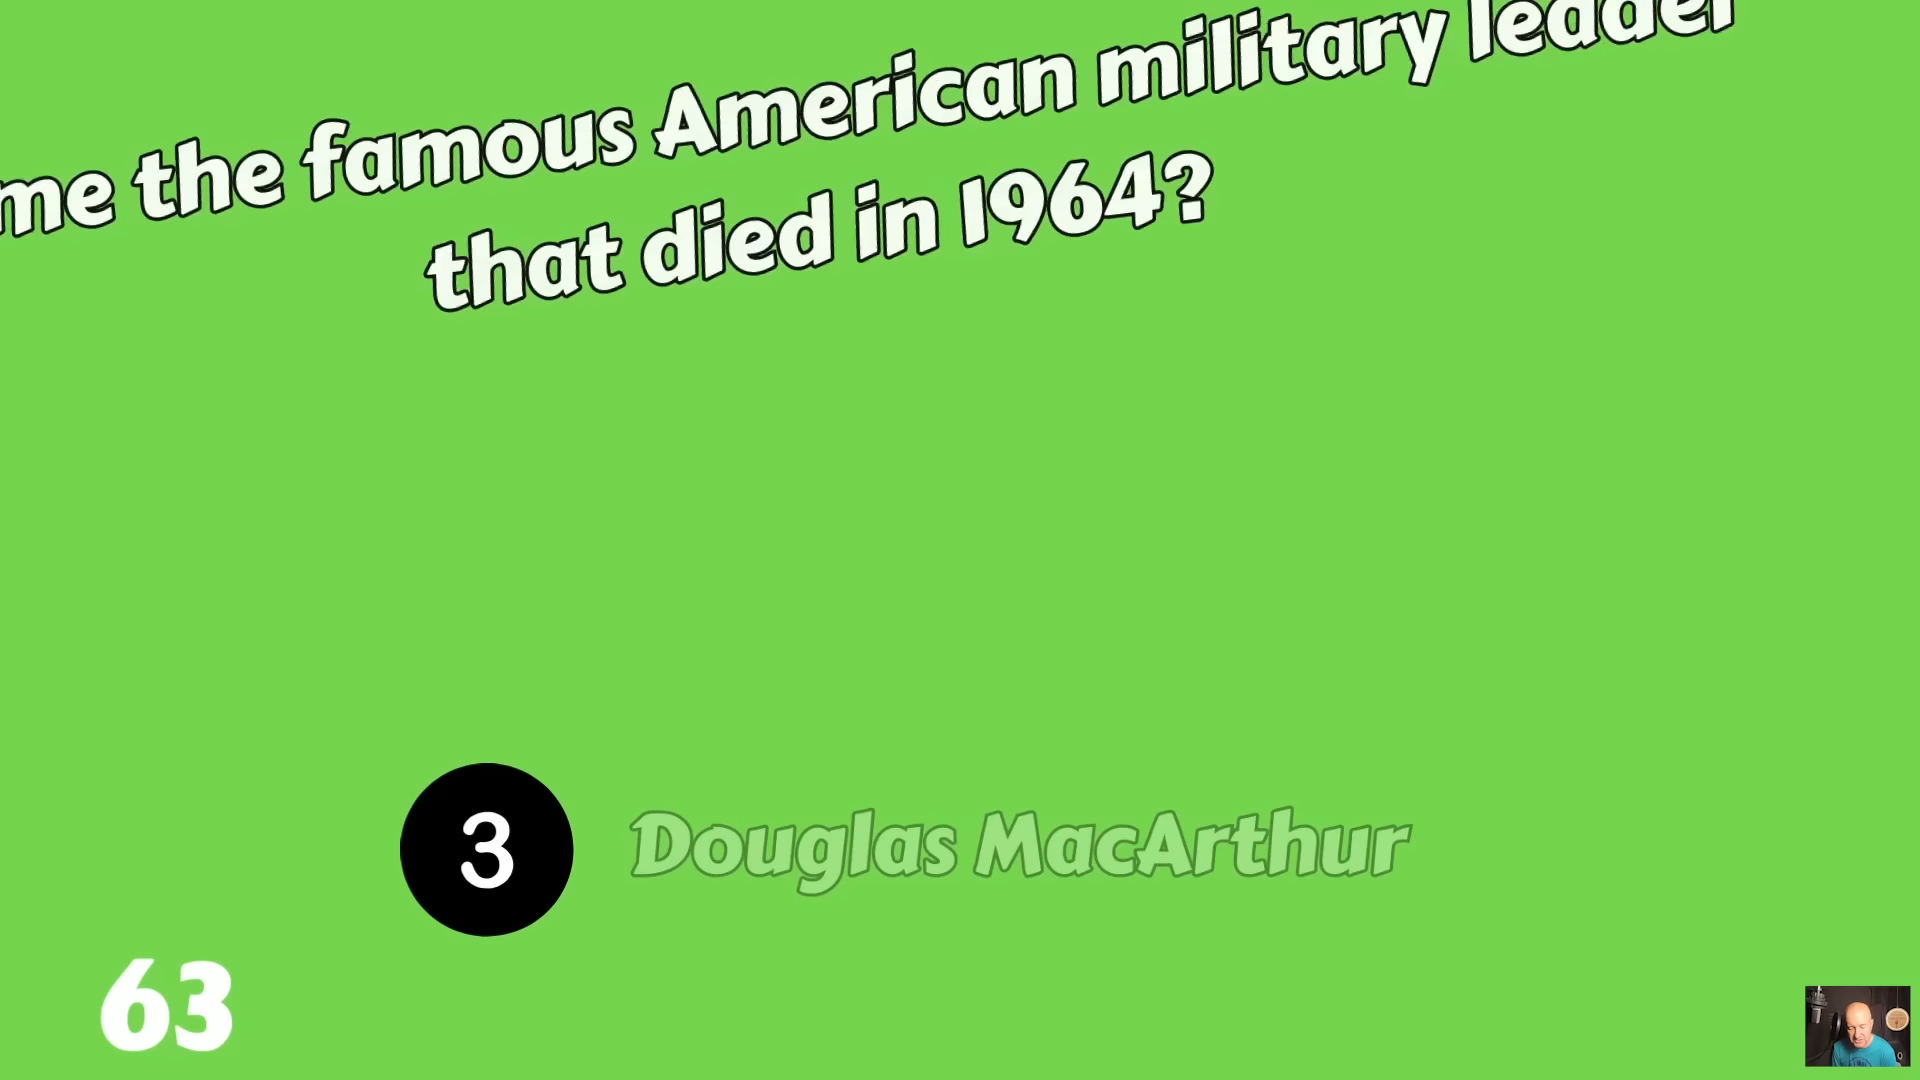 me the famous American military leader
that died in 1964?
3 Douglas MacArthur
63